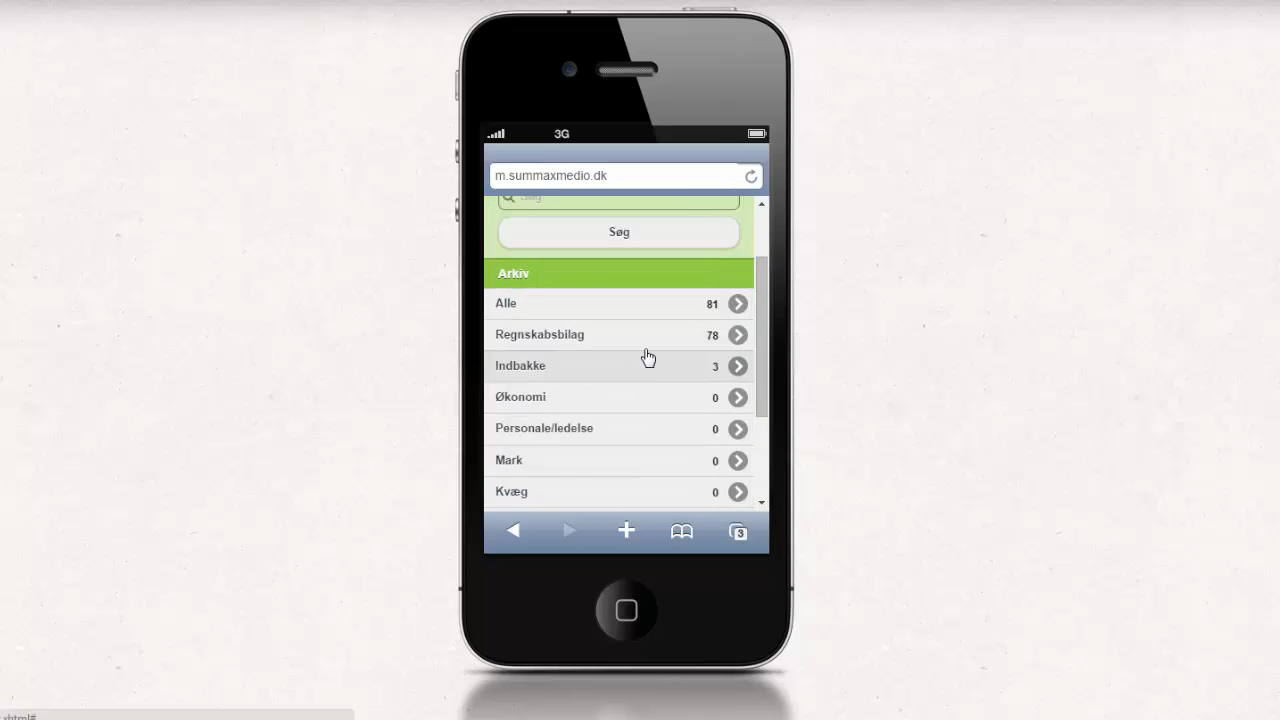 3G
m.summaxmedio.dk
Søg
Søg
Arkiv
Alle 81
Regnskabsbilag 78
Indbakke 3
Økonomi 0
Personale/ledelse 0
Mark 0
Kvæg 0
3